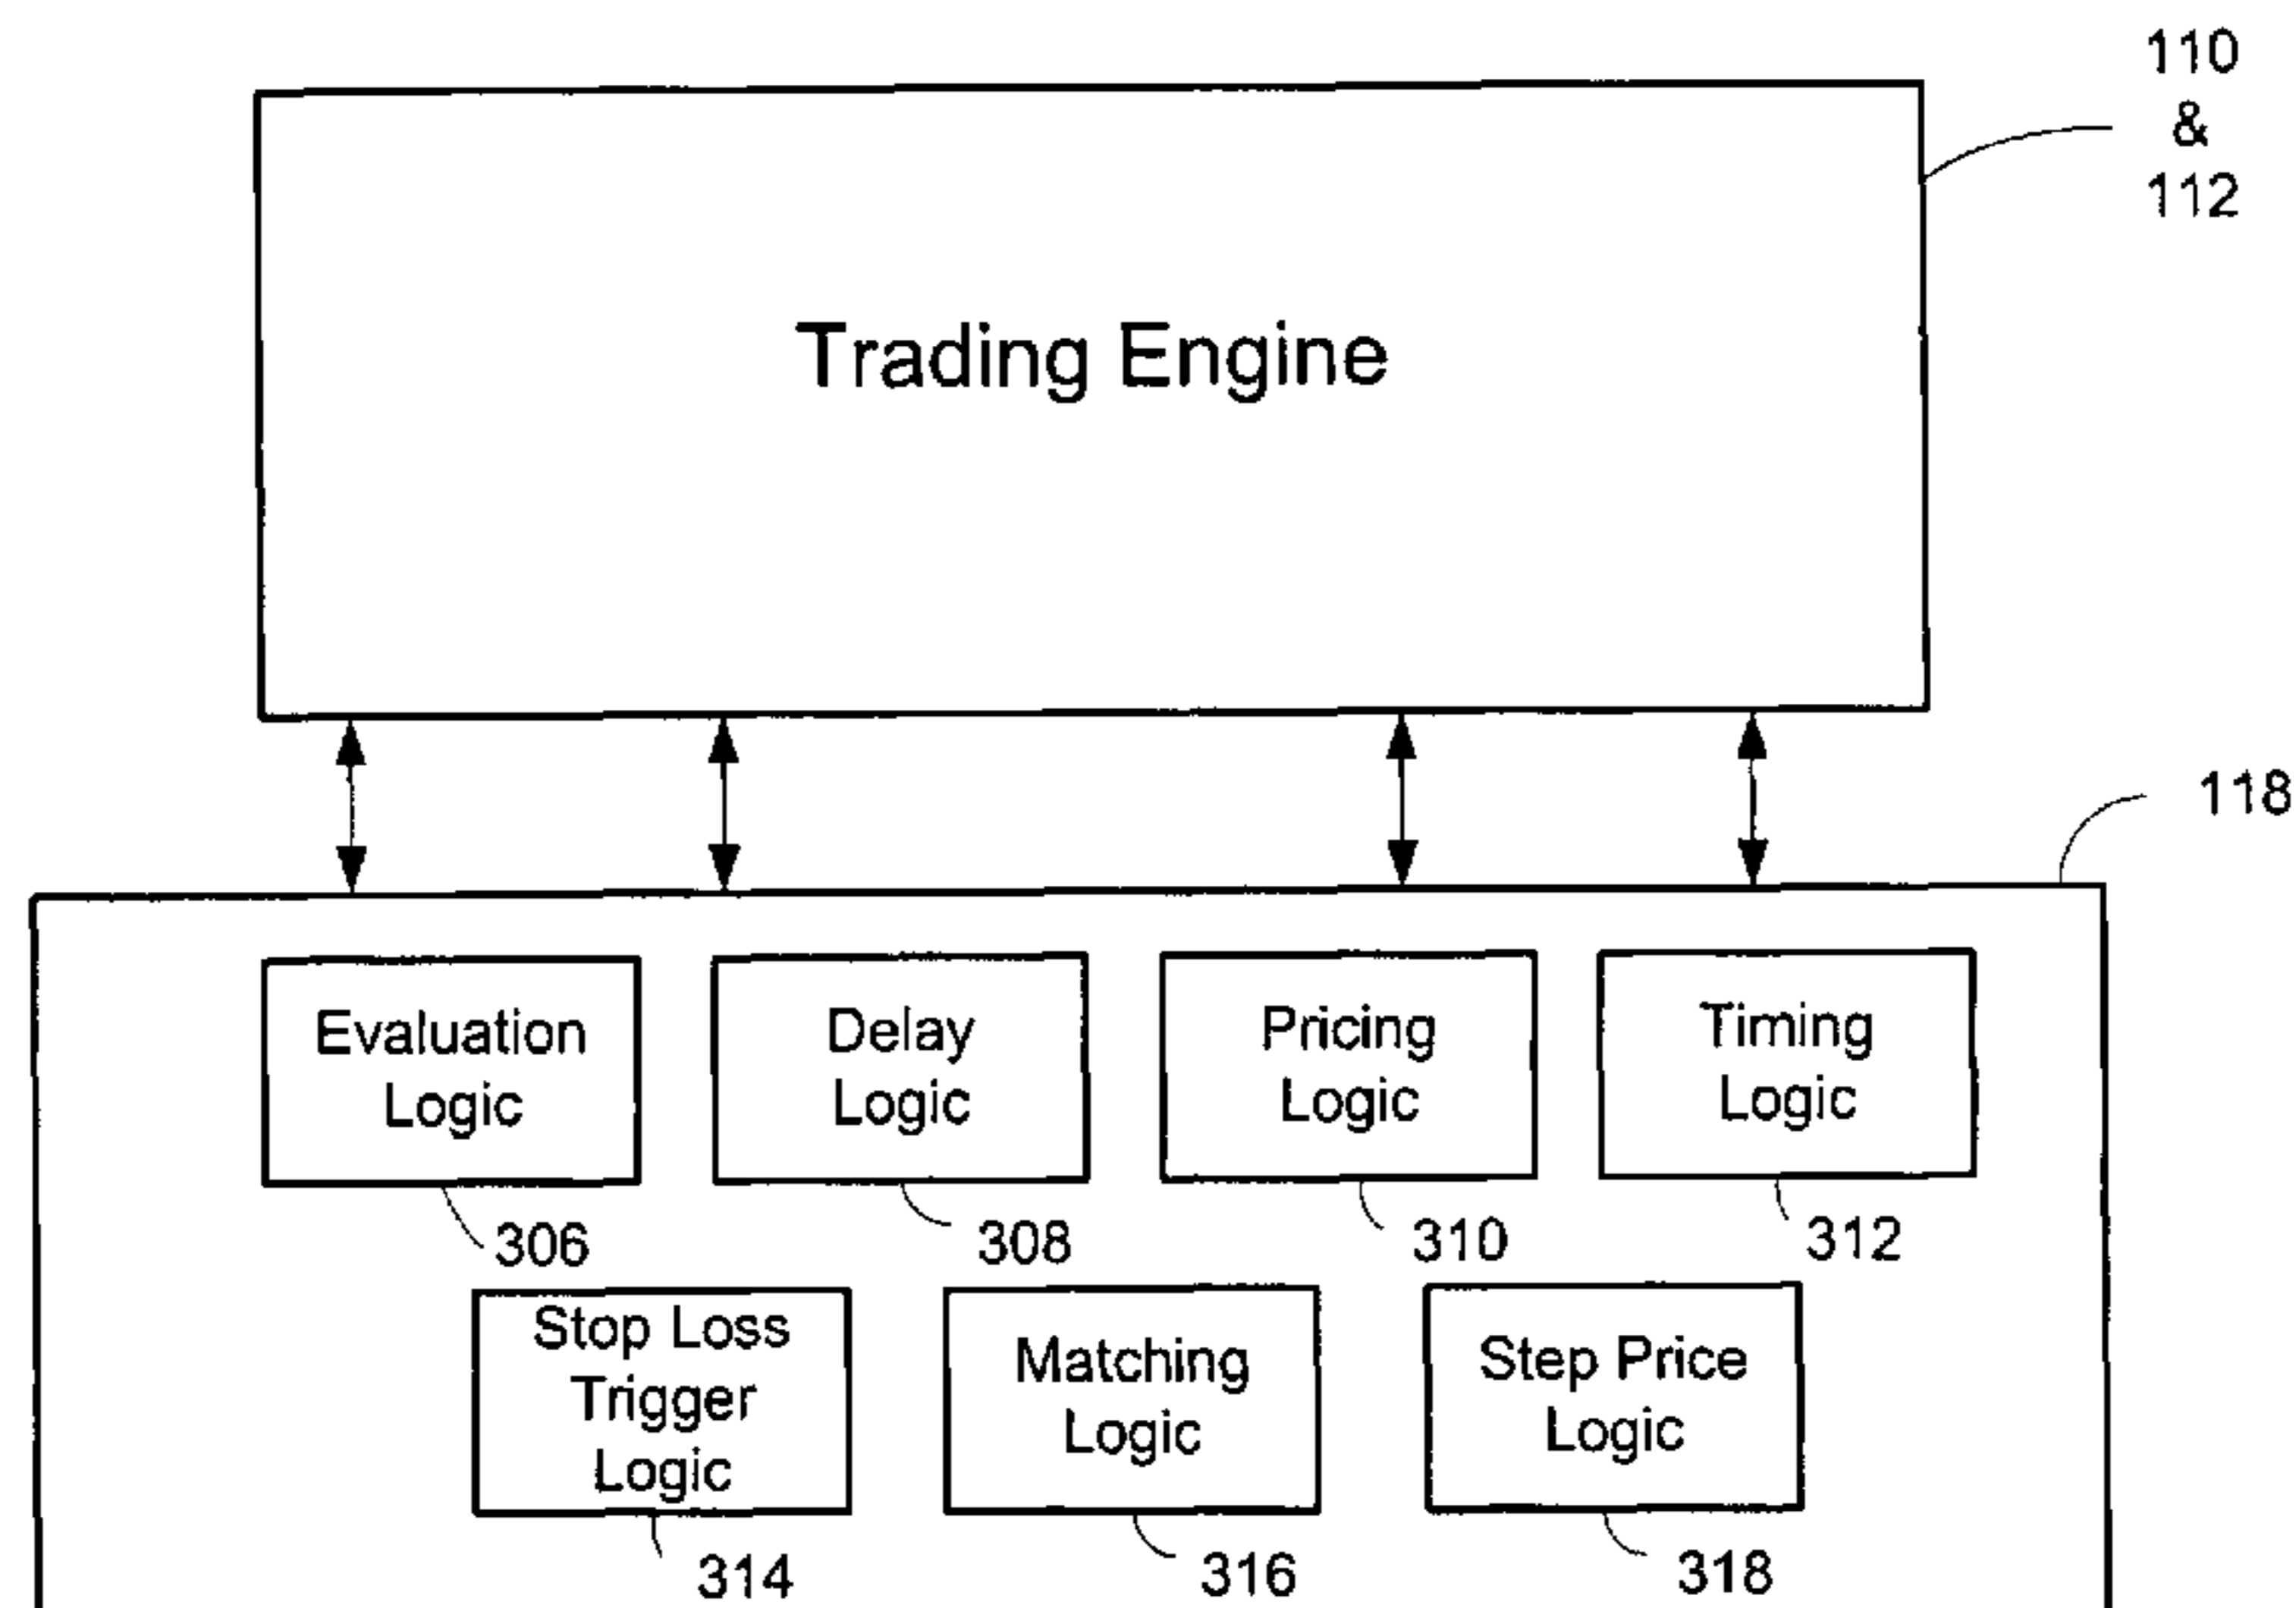 110
&
112
Trading Engine
118
Evaluation
Logic
Delay
Logic
Pricing
Logic
Timing
Logic
306
308
310
312
Stop Loss
Trigger
Logic
Matching
Logic
Step Price
Logic
314
316
318